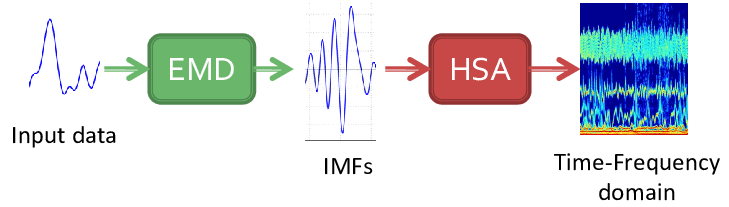 EMD
HSA
Input data
IMFs
Time-Frequency
domain